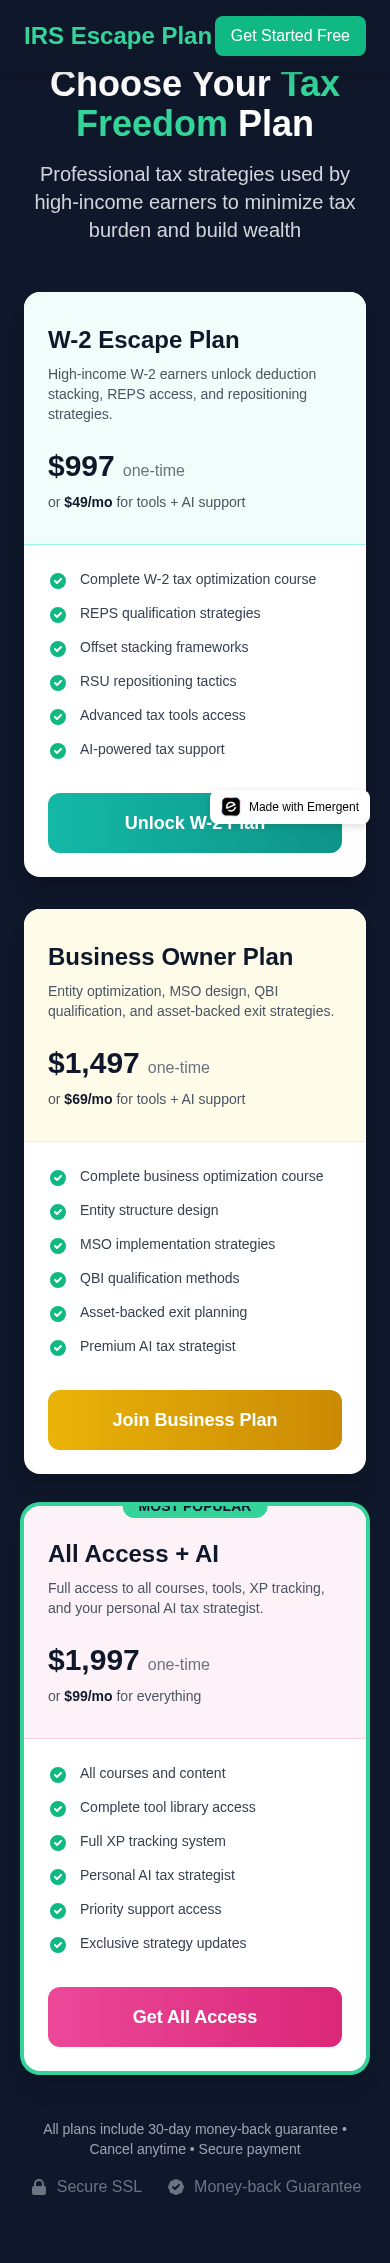 IRS Escape Plan
Get Started Free
Choose Your Tax
Freedom Plan
Professional tax strategies used by
high-income earners to minimize tax
burden and build wealth
W-2 Escape Plan
High-income W-2 earners unlock deduction
stacking, REPS access, and repositioning
strategies.
$997 one-time
or $49/mo for tools + AI support
Complete W-2 tax optimization course
REPS qualification strategies
Offset stacking frameworks
RSU repositioning tactics
Advanced tax tools access
AI-powered tax support
Made with Emergent
Unlock W-2 Plan
Business Owner Plan
Entity optimization, MSO design, QBI
qualification, and asset-backed exit strategies.
$1,497 one-time
or $69/mo for tools + AI support
Complete business optimization course
Entity structure design
MSO implementation strategies
QBI qualification methods
Asset-backed exit planning
Premium AI tax strategist
Join Business Plan
MOST POPULAR
All Access + AI
Full access to all courses, tools, XP tracking,
and your personal AI tax strategist.
$1,997 one-time
or $99/mo for everything
All courses and content
Complete tool library access
Full XP tracking system
Personal AI tax strategist
Priority support access
Exclusive strategy updates
Get All Access
All plans include 30-day money-back guarantee •
Cancel anytime • Secure payment
Secure SSL
Money-back Guarantee